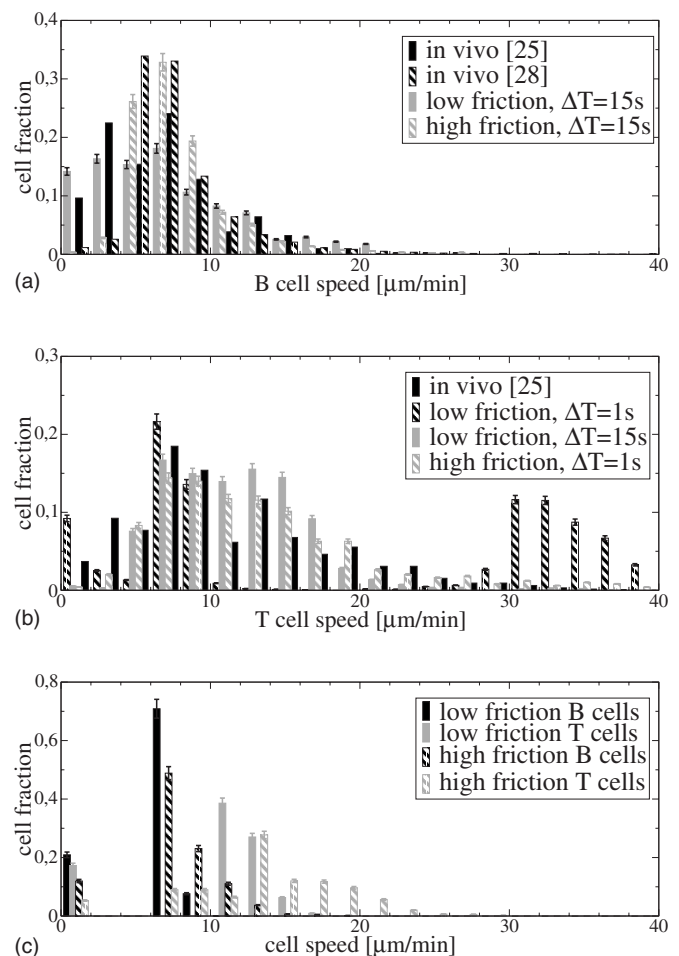 0,4
in vivo [25]
in vivo [28]
low friction, ΔT=15s
high friction, ΔT=15s
0,3
cell fraction
0,2
0,1
0
0 10 20 30 40
(a)
B cell speed [μm/min]
0,3
in vivo [25]
low friction, ΔT=1s
low friction, ΔT=15s
high friction, ΔT=1s
0,2
cell fraction
0,1
0
0 10 20 30 40
(b)
T cell speed [μm/min]
0,8
low friction B cells
low friction T cells
high friction B cells
high friction T cells
0,6
cell fraction
0,4
0,2
0
0 10 20 30 40
(c)
cell speed [μm/min]